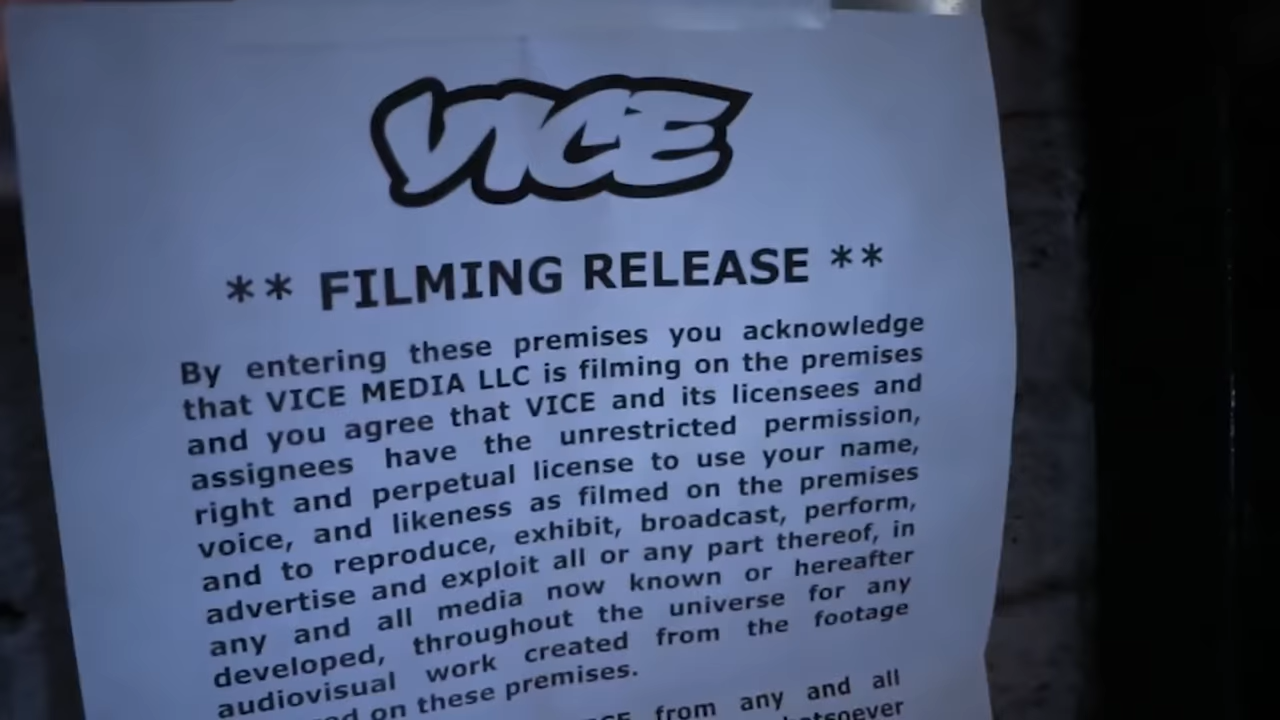 VICE
** FILMING RELEASE **
By entering these premises you acknowledge
that VICE MEDIA LLC is filming on the premises
and you agree that VICE and its licensees and
assignees have the unrestricted permission,
right and perpetual license to use your name,
voice, and likeness as filmed on the premises
and to reproduce, exhibit, broadcast, perform,
advertise and exploit all or any part thereof, in
any and all media now known or hereafter
developed, throughout the universe for any
audiovisual work created from the footage
on these premises.
from any and all